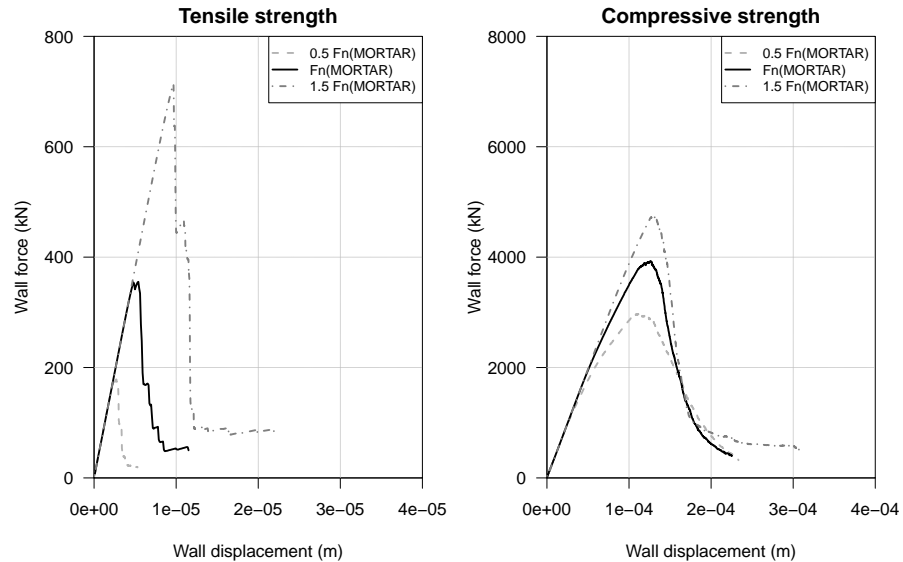 Tensile strength
800
600
400
200
0
0e+00 1e−05 2e−05 3e−05 4e−05
Wall force (kN)
Wall displacement (m)
0.5 Fn(MORTAR)
Fn(MORTAR)
1.5 Fn(MORTAR)
Compressive strength
8000
6000
4000
2000
0
0e+00 1e−04 2e−04 3e−04 4e−04
Wall force (kN)
Wall displacement (m)
0.5 Fn(MORTAR)
Fn(MORTAR)
1.5 Fn(MORTAR)